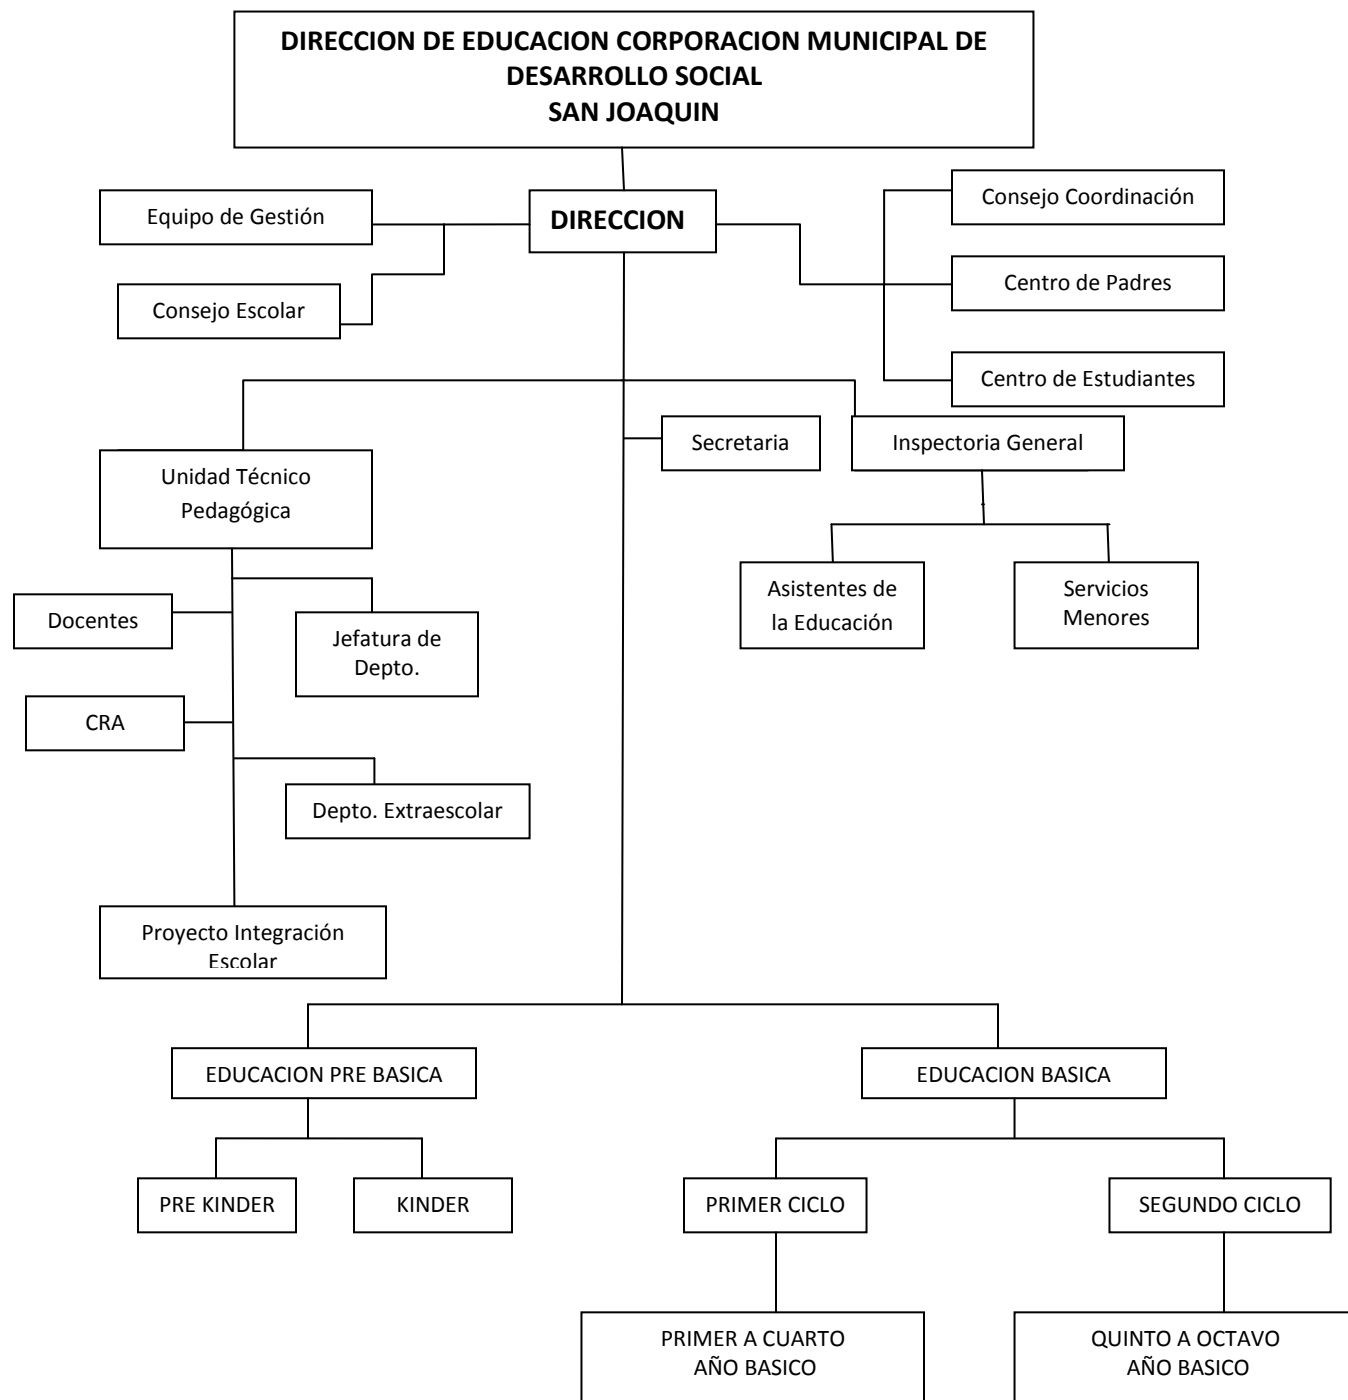 DIRECCION DE EDUCACION CORPORACION MUNICIPAL DE
DESARROLLO SOCIAL
SAN JOAQUIN
Equipo de Gestión
DIRECCION
Consejo Coordinación
Consejo Escolar
Centro de Padres
Centro de Estudiantes
Unidad Técnico
Pedagógica
Secretaria
Inspectoria General
Docentes
Jefatura de
Depto.
Asistentes de
la Educación
Servicios
Menores
CRA
Depto. Extraescolar
Proyecto Integración
Escolar
EDUCACION PRE BASICA
EDUCACION BASICA
PRE KINDER
KINDER
PRIMER CICLO
SEGUNDO CICLO
PRIMER A CUARTO
AÑO BASICO
QUINTO A OCTAVO
AÑO BASICO